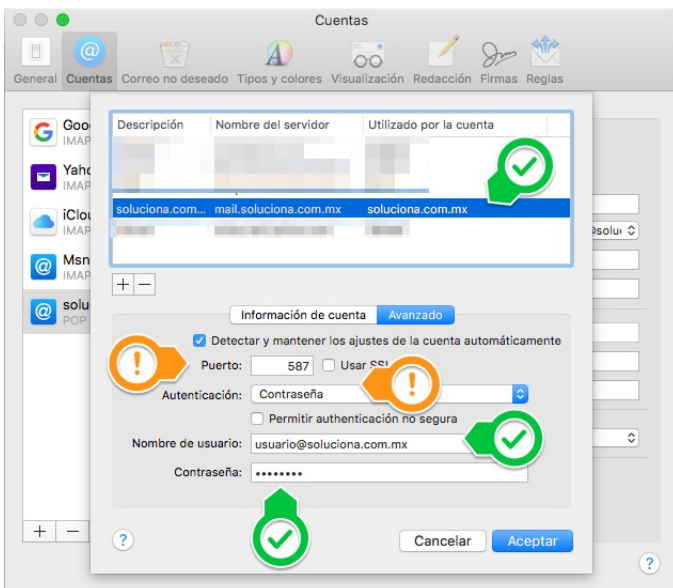 Cuentas
General Cuentas Correo no deseado Tipos y colores Visualización Redacción Firmas Reglas
Descripción Nombre del servidor Utilizado por la cuenta
Goo
IMAP
Yaho
IMAP
soluciona.com... mail.soluciona.com.mx soluciona.com.mx
iClou
IMAP
Msn
IMAP
solu
POP
Información de cuenta Avanzado
Detectar y mantener los ajustes de la cuenta automáticamente
Puerto: 587 Usar SSL
Autenticación: Contraseña
Permitir authenticación no segura
Nombre de usuario: usuario@soluciona.com.mx
Contraseña: ••••••••
Cancelar Aceptar